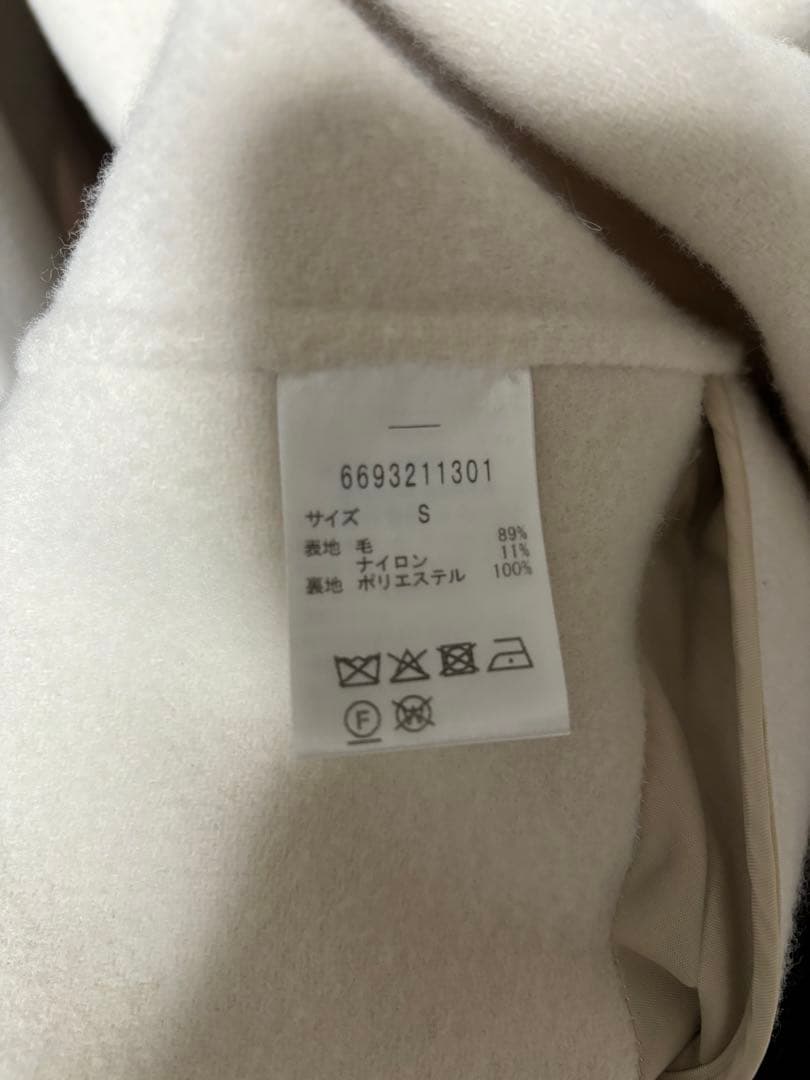 6693211301
サイズ S
表地 毛 89%
ナイロン 11%
裏地 ポリエステル 100%
F W